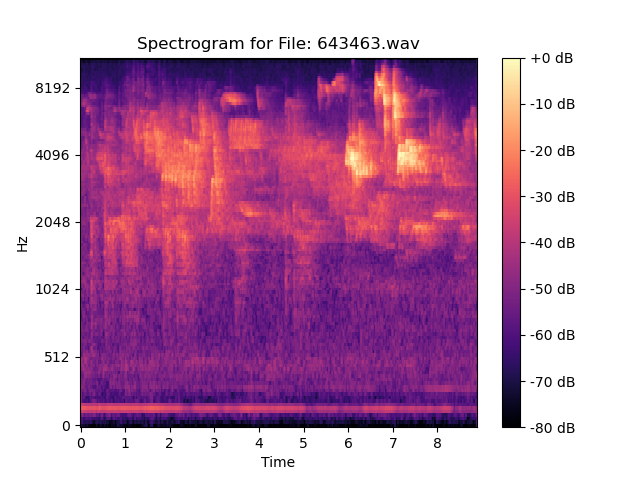 Spectrogram for File: 643463.wav
8192
4096
2048
1024
512
0
Hz
0 1 2 3 4 5 6 7 8
Time
+0 dB
-10 dB
-20 dB
-30 dB
-40 dB
-50 dB
-60 dB
-70 dB
-80 dB